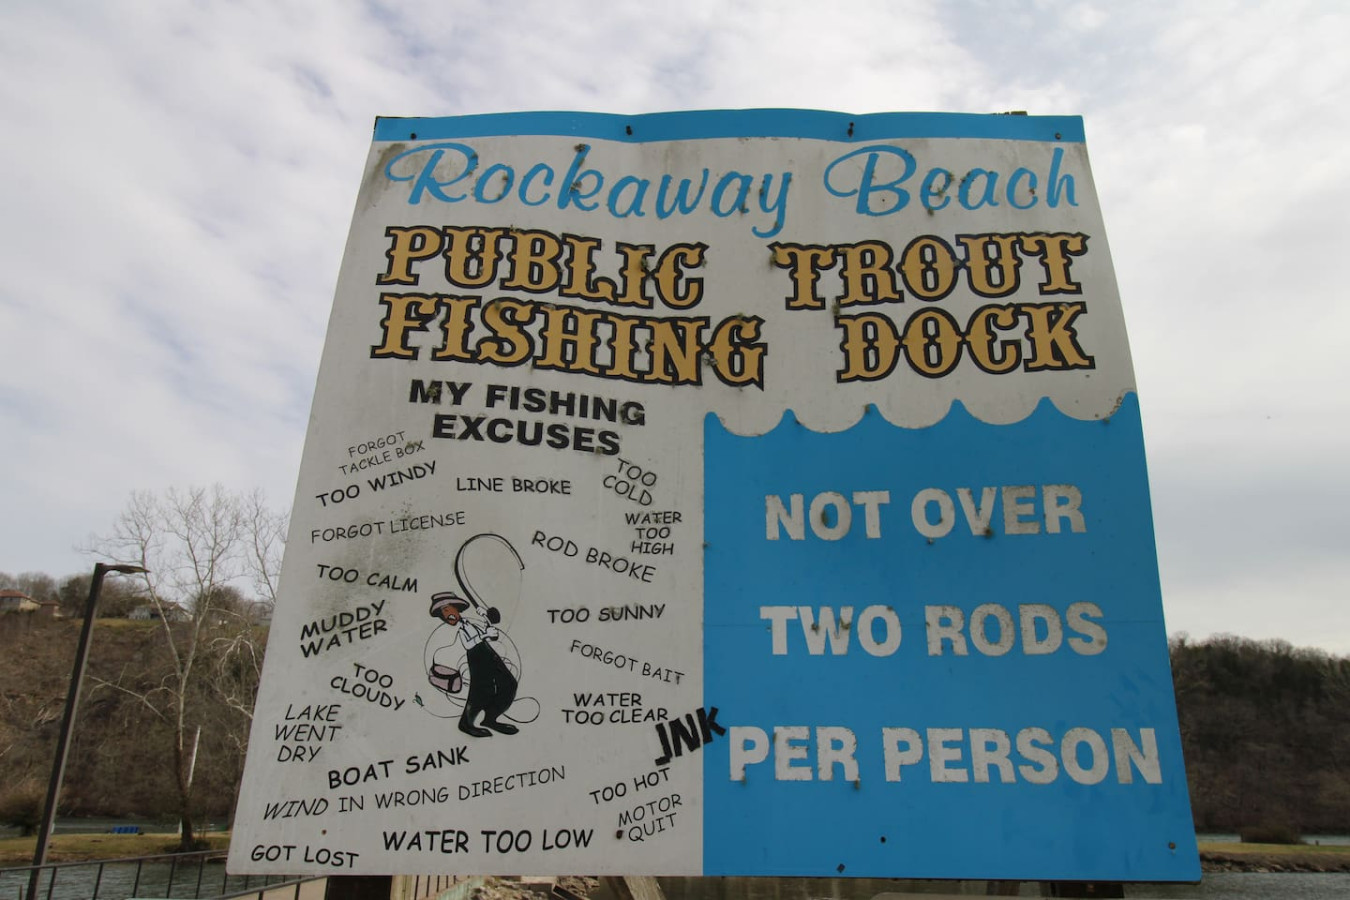 Rockaway Beach
PUBLIC TROUT
FISHING DOCK
MY FISHING
EXCUSES
FORGOT
TACKLE BOX
TOO WINDY
LINE BROKE
TOO
COLD
FORGOT LICENSE
WATER
TOO
HIGH
ROD BROKE
TOO CALM
TOO SUNNY
MUDDY
WATER
FORGOT BAIT
TOO
CLOUDY
WATER
TOO CLEAR
LAKE
WENT
DRY
JNK
BOAT SANK
TOO HOT
WIND IN WRONG DIRECTION
MOTOR
QUIT
WATER TOO LOW
GOT LOST
NOT OVER
TWO RODS
PER PERSON